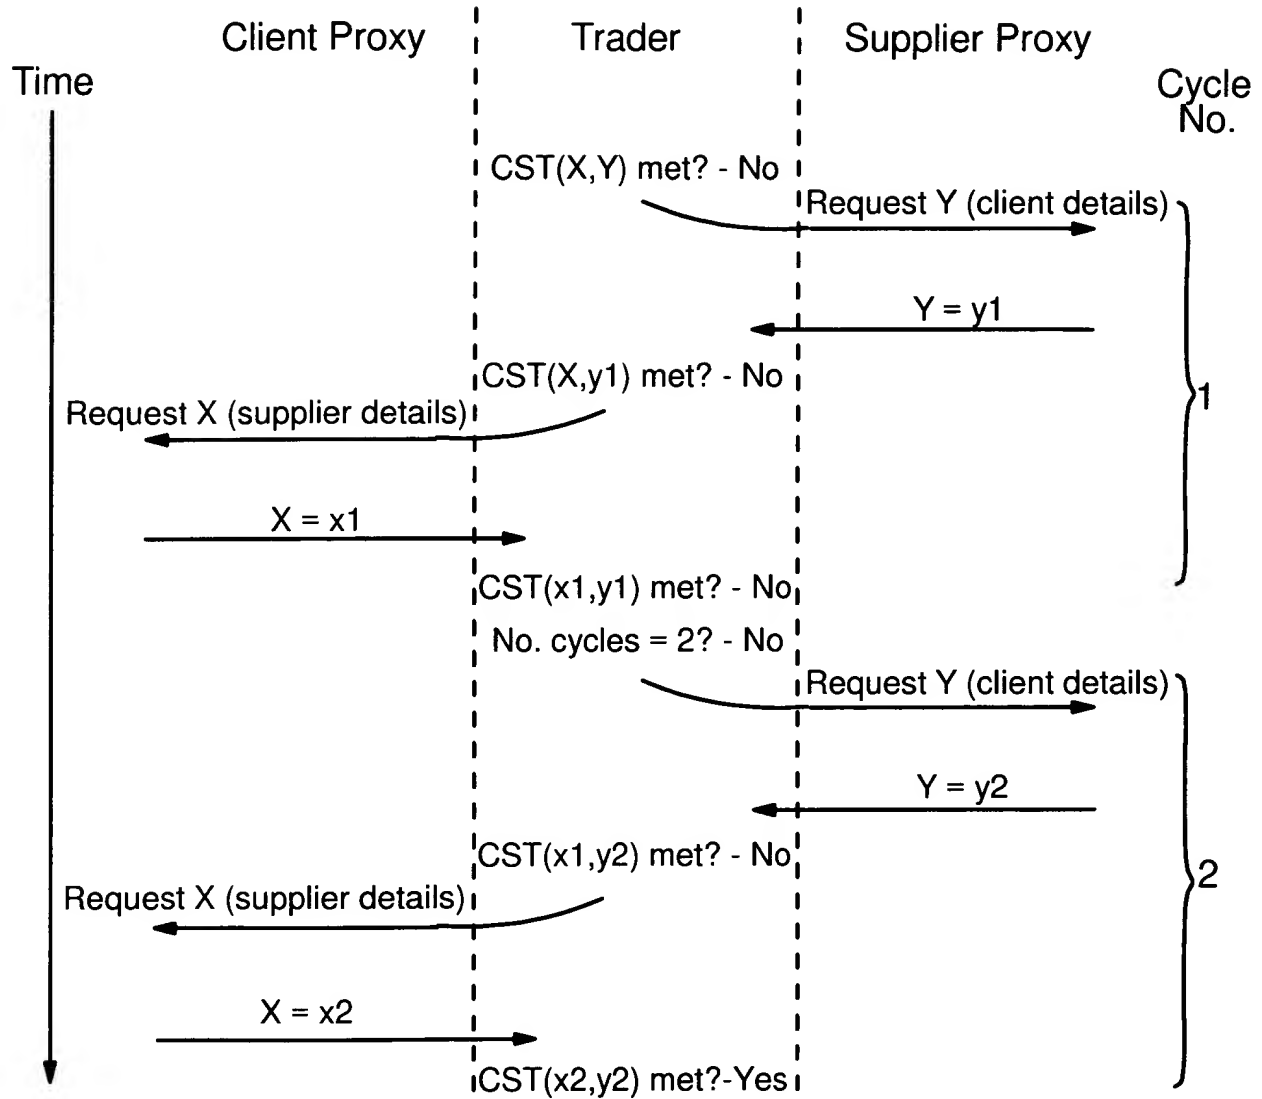 Client Proxy
Trader
Supplier Proxy
Time
Cycle
No.
CST(X,Y) met? - No
Request Y (client details)
Y = y1
CST(X,y1) met? - No
Request X (supplier details)
1
X = x1
CST(x1,y1) met? - No
No. cycles = 2? - No
Request Y (client details)
Y = y2
CST(x1,y2) met? - No
2
Request X (supplier details)
X = x2
CST(x2,y2) met?-Yes